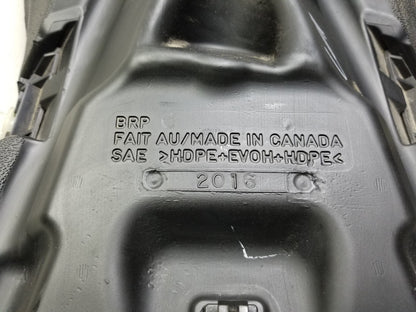 BRP
FAIT AU/MADE IN CANADA
SAE >HDPE+EVOH+HDPE<
2016